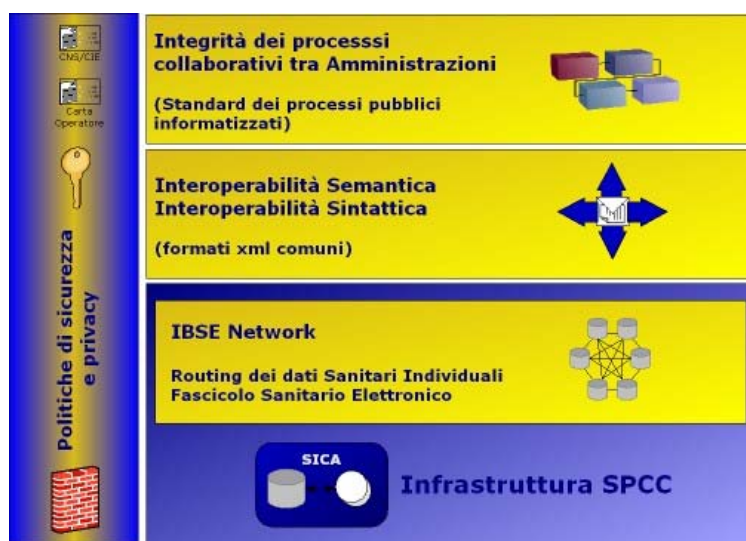 CNS/CIE
Carta
Operatore
Politiche di sicurezza
e privacy
Integrità dei processsi
collaborativi tra Amministrazioni
(Standard dei processi pubblici
informatizzati)
Interoperabilità Semantica
Interoperabilità Sintattica
(formati xml comuni)
IBSE Network
Routing dei dati Sanitari Individuali
Fascicolo Sanitario Elettronico
SICA
Infrastruttura SPCC